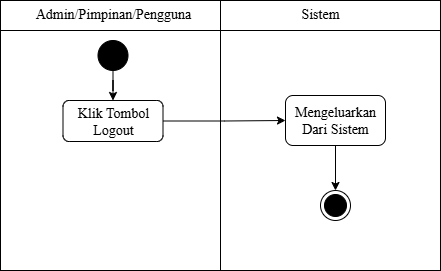 Admin/Pimpinan/Pengguna
Sistem
Klik Tombol
Logout
Mengeluarkan
Dari Sistem